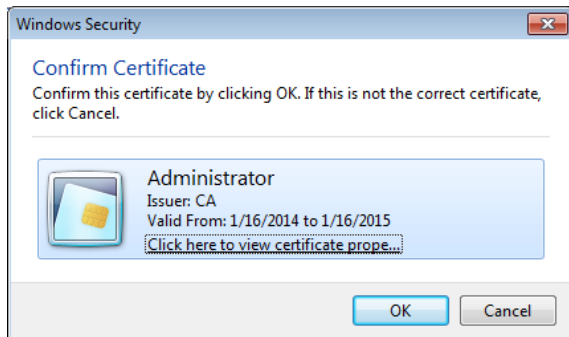 Windows Security
Confirm Certificate
Confirm this certificate by clicking OK. If this is not the correct certificate,
click Cancel.
Administrator
Issuer: CA
Valid From: 1/16/2014 to 1/16/2015
Click here to view certificate prope...
OK
Cancel